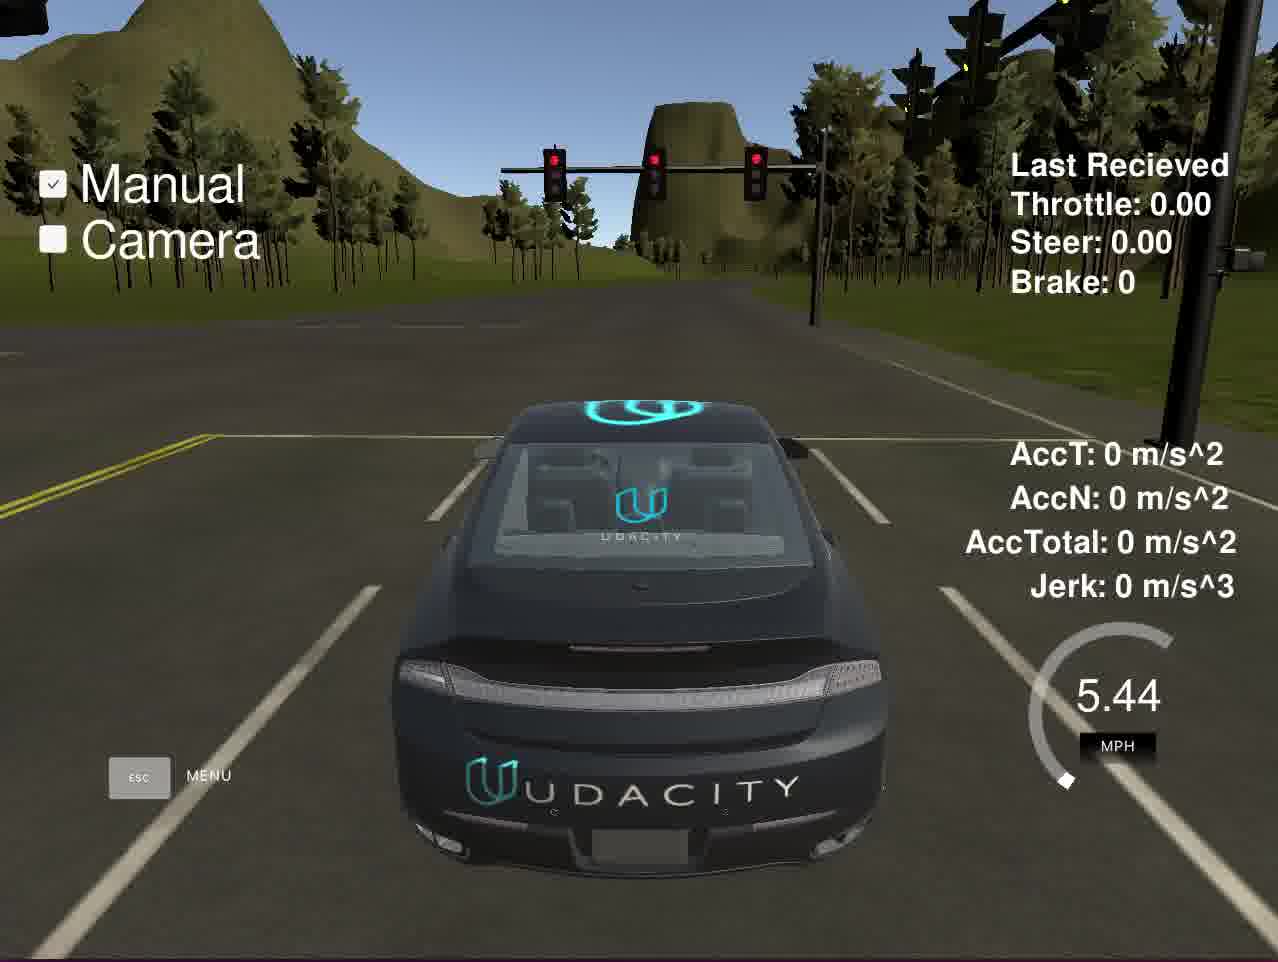 Manual
Camera
Last Recieved
Throttle: 0.00
Steer: 0.00
Brake: 0
AccT: 0 m/s^2
AccN: 0 m/s^2
AccTotal: 0 m/s^2
Jerk: 0 m/s^3
UDACITY
5.44
MPH
ESC MENU
UDACITY